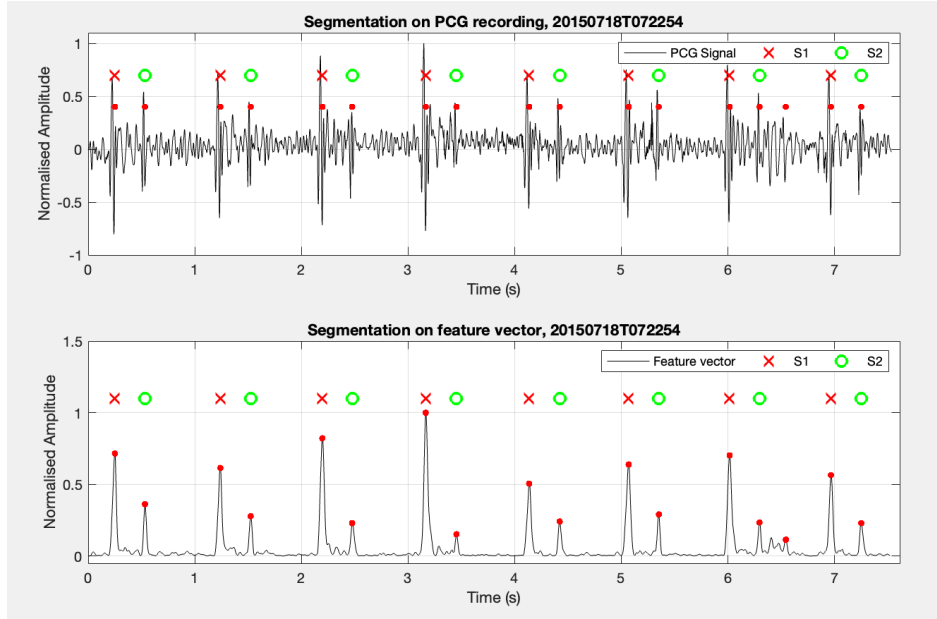 Segmentation on PCG recording, 20150718T072254
PCG Signal S1 S2
Normalised Amplitude
1
0.5
0
-0.5
-1
0 1 2 3 4 5 6 7
Time (s)
Segmentation on feature vector, 20150718T072254
Feature vector S1 S2
Normalised Amplitude
1.5
1
0.5
0
0 1 2 3 4 5 6 7
Time (s)